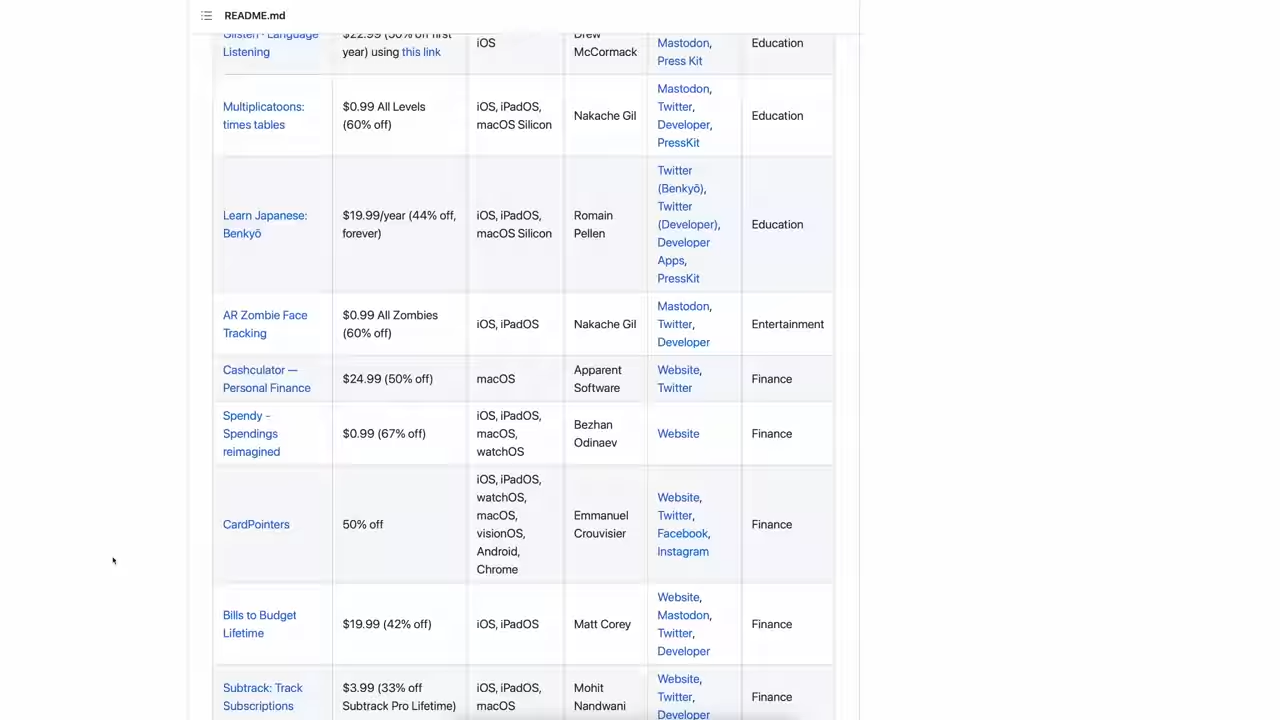 README.md
Glisten - Language
$22.99 (50% off first
Drew
Listening
year) using this link
iOS
McCormack
Mastodon,
Press Kit
Education
Multiplicatoons:
times tables
$0.99 All Levels
(60% off)
iOS, iPadOS,
macOS Silicon
Nakache Gil
Mastodon,
Twitter,
Developer,
PressKit
Education
Learn Japanese:
Benkyō
$19.99/year (44% off,
forever)
iOS, iPadOS,
macOS Silicon
Romain
Pellen
Twitter
(Benkyō),
Twitter
(Developer),
Developer
Apps,
PressKit
Education
AR Zombie Face
Tracking
$0.99 All Zombies
(60% off)
iOS, iPadOS
Nakache Gil
Mastodon,
Twitter,
Developer
Entertainment
Cashculator —
Personal Finance
$24.99 (50% off)
macOS
Apparent
Software
Website,
Twitter
Finance
Spendy -
Spendings
reimagined
$0.99 (67% off)
iOS, iPadOS,
macOS,
watchOS
Bezhan
Odinaev
Website
Finance
CardPointers
50% off
iOS, iPadOS,
watchOS,
macOS,
visionOS,
Android,
Chrome
Emmanuel
Crouvisier
Website,
Twitter,
Facebook,
Instagram
Finance
Bills to Budget
Lifetime
$19.99 (42% off)
iOS, iPadOS
Matt Corey
Website,
Mastodon,
Twitter,
Developer
Finance
Subtrack: Track
Subscriptions
$3.99 (33% off
Subtrack Pro Lifetime)
iOS, iPadOS,
macOS
Mohit
Nandwani
Website,
Twitter,
Developer
Finance